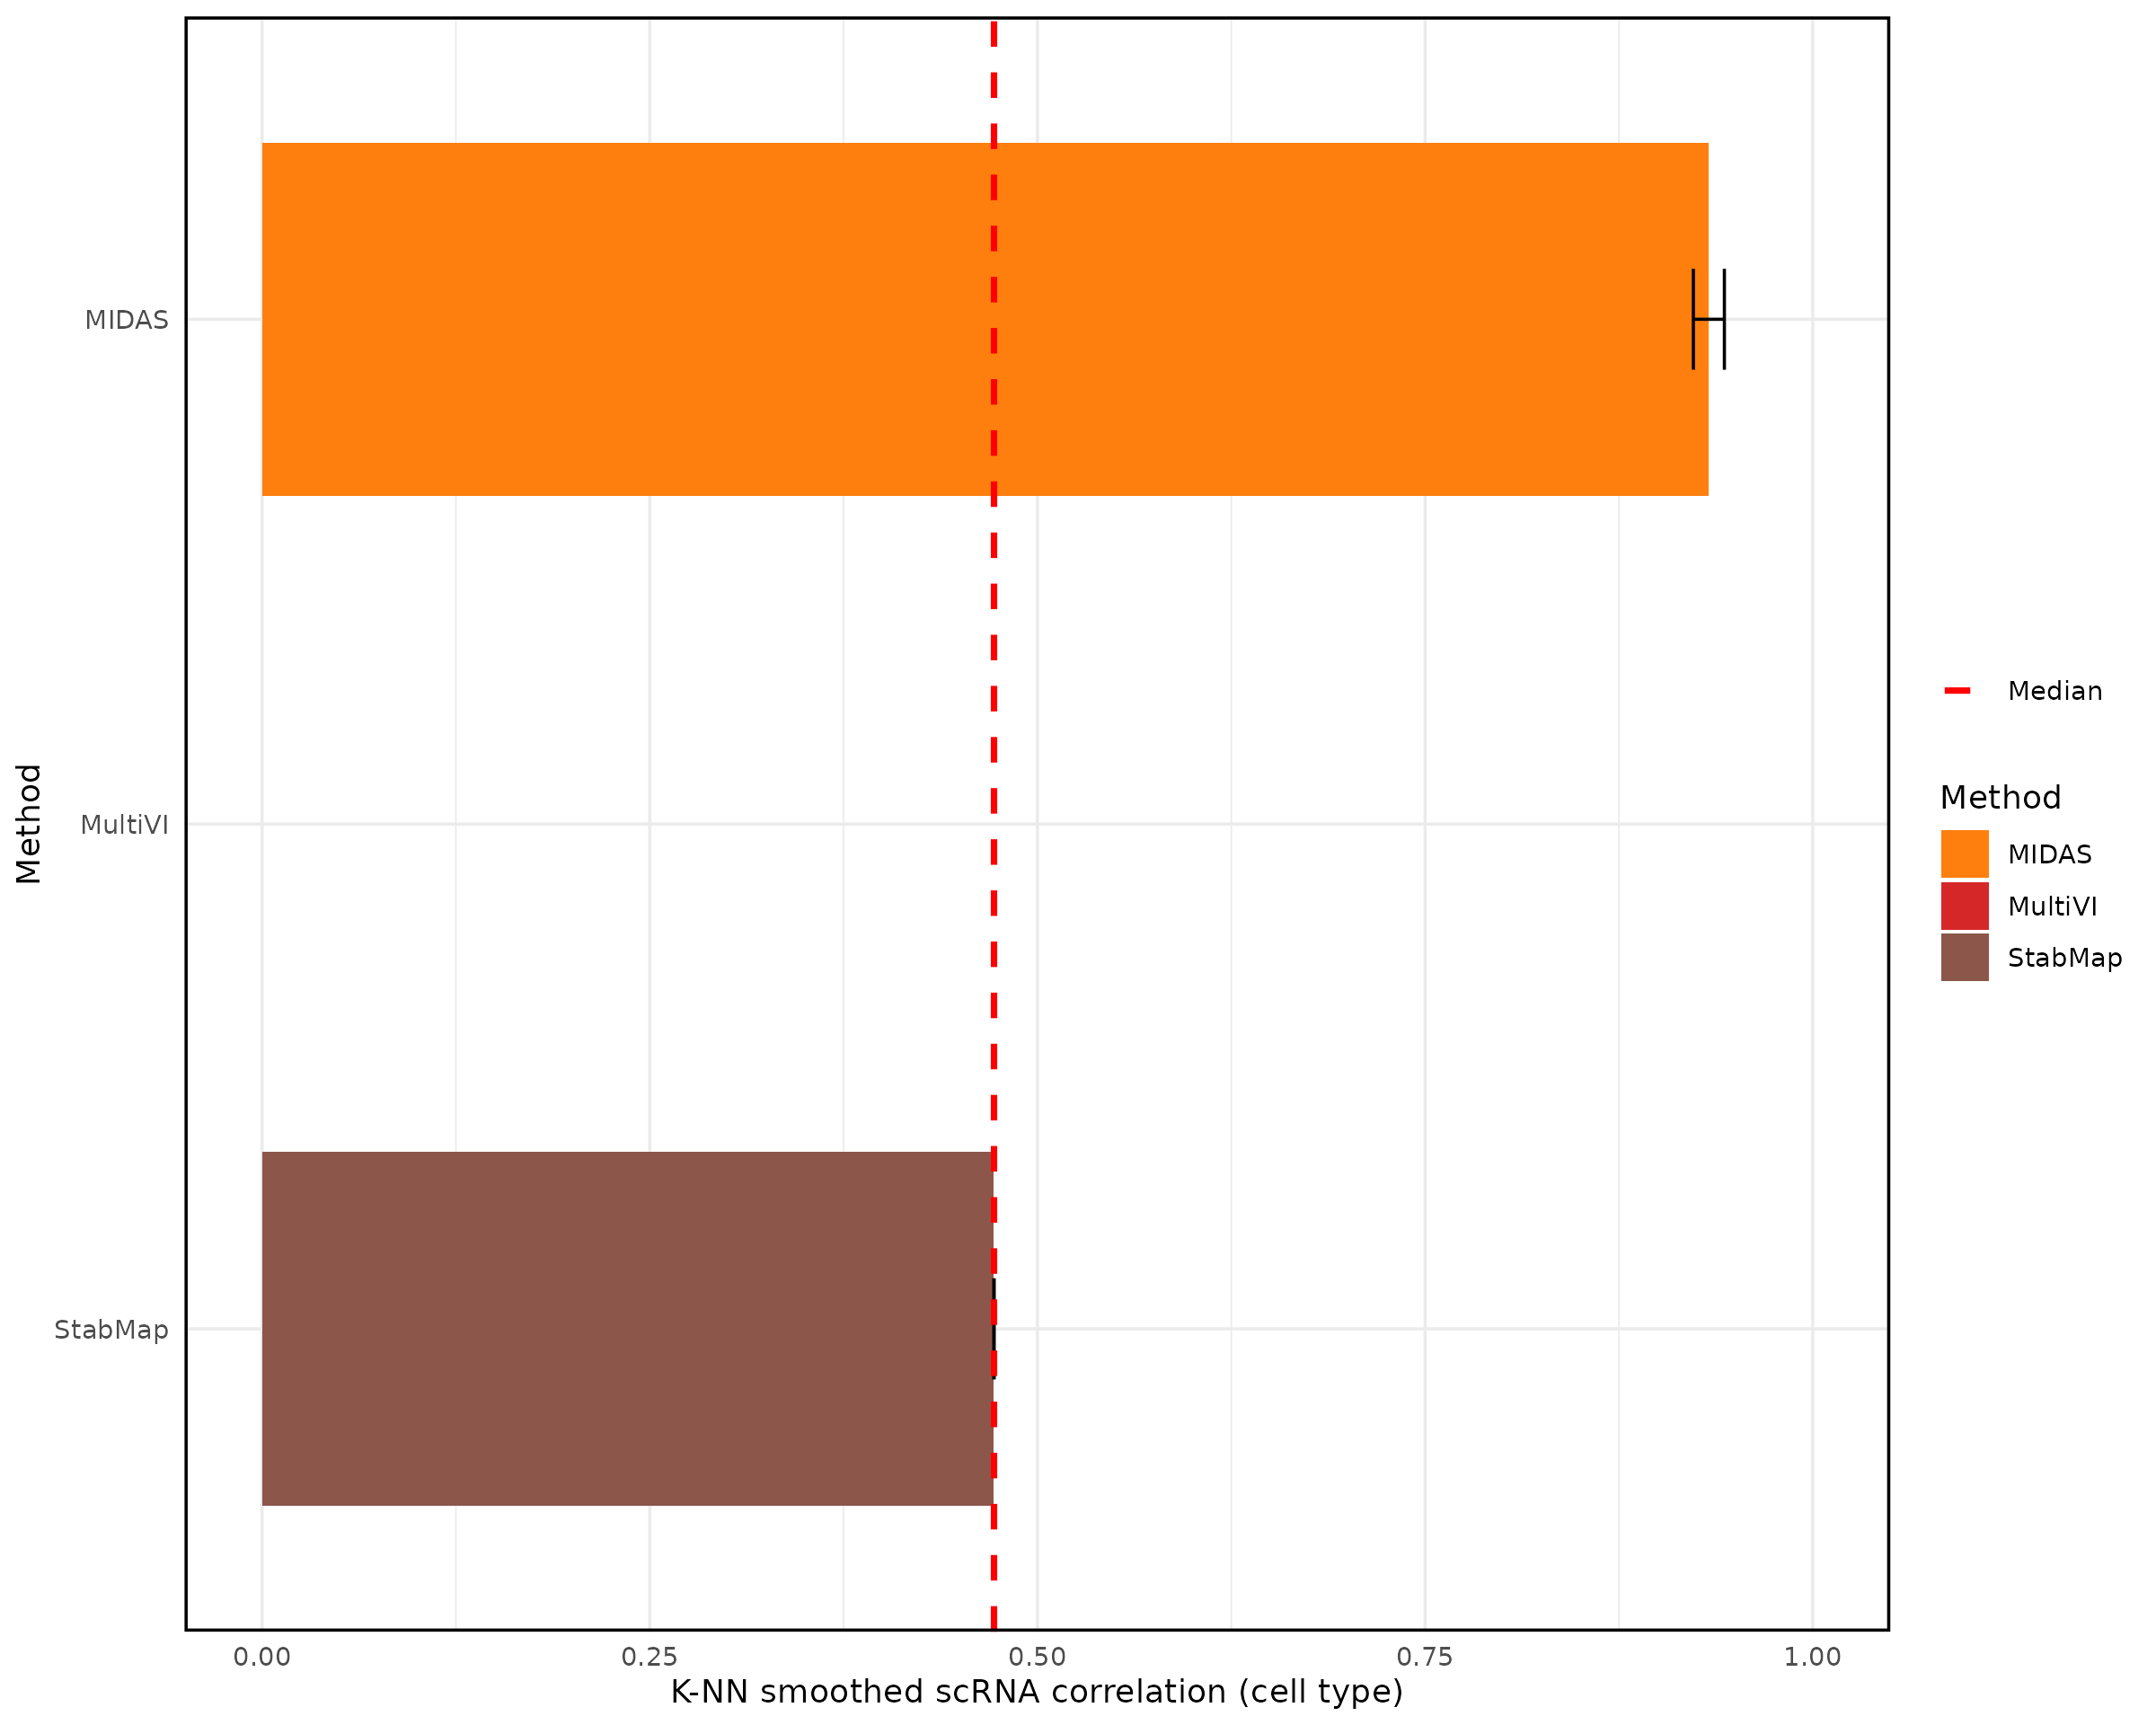 Method
MIDAS
MultiVI
StabMap
0.00 0.25 0.50 0.75 1.00
K-NN smoothed scRNA correlation (cell type)
Median
Method
MIDAS
MultiVI
StabMap